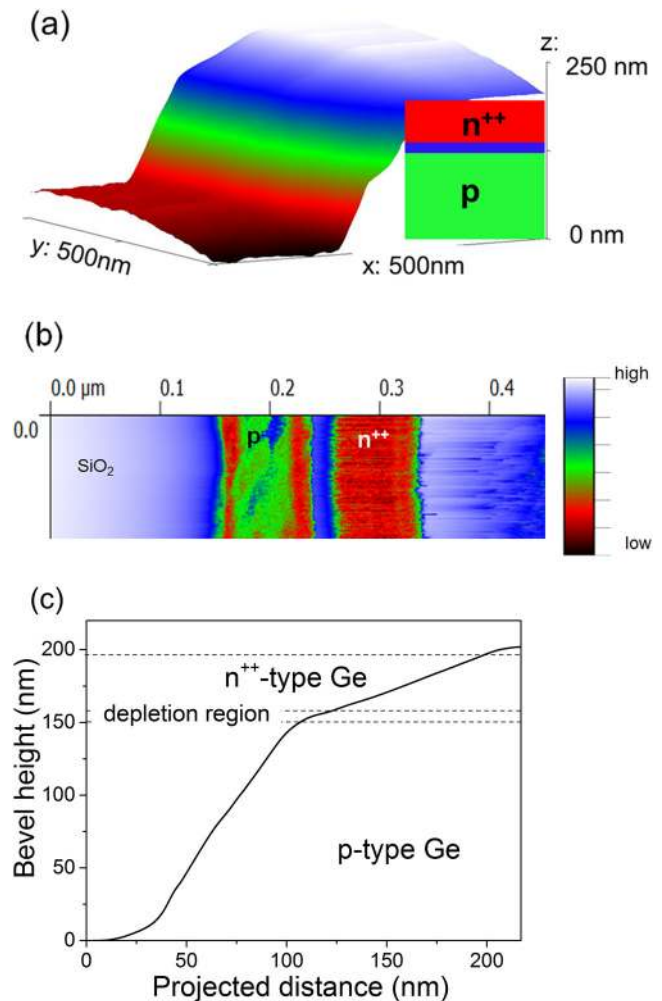 (a)
z:
250 nm
n++
p
0 nm
y: 500nm
x: 500nm
(b)
0.0 µm 0.1 0.2 0.3 0.4
0.0
SiO2
p
n++
high
low
(c)
Bevel height (nm)
200
150
100
50
0
n++-type Ge
depletion region
p-type Ge
0 50 100 150 200
Projected distance (nm)